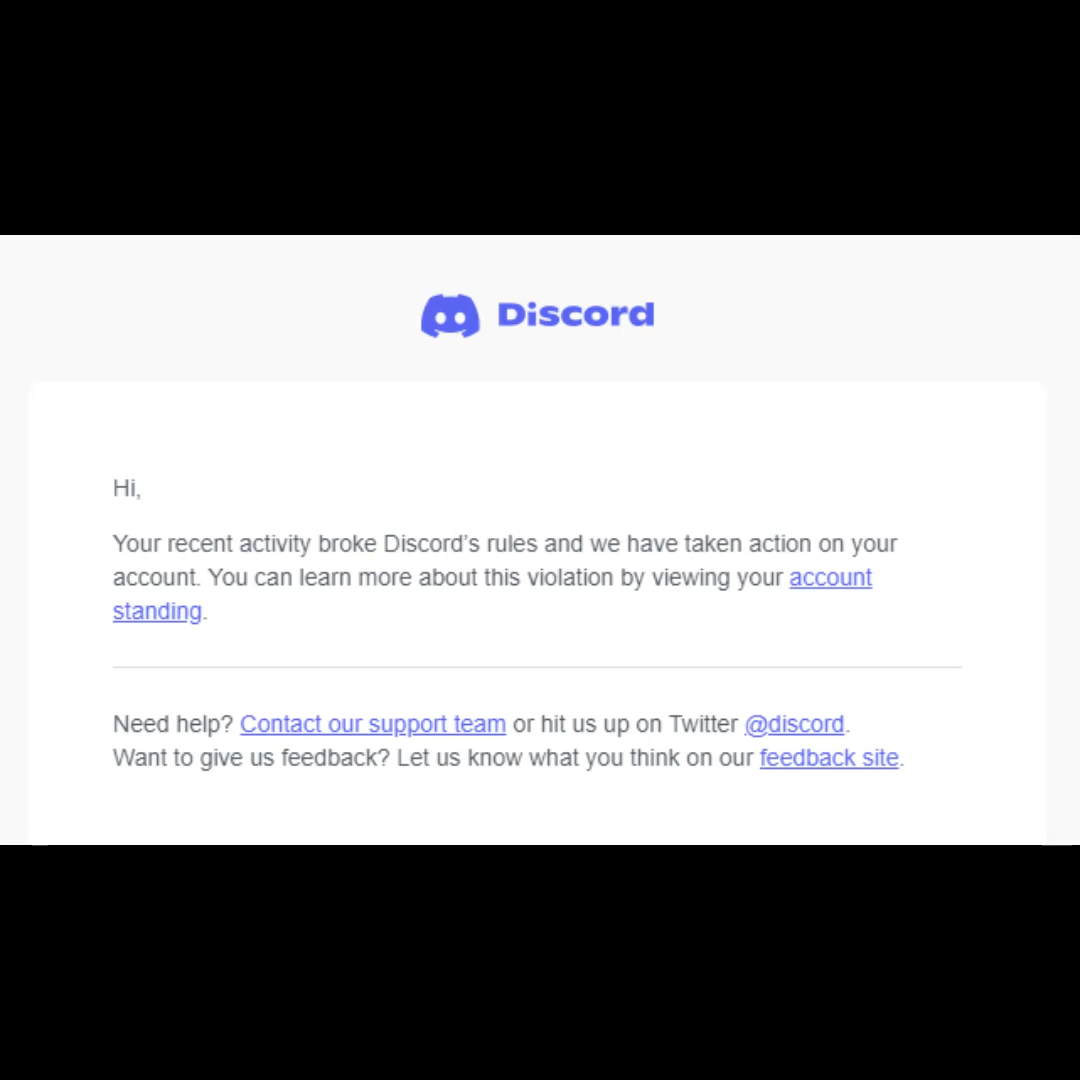 Discord
Hi,
Your recent activity broke Discord’s rules and we have taken action on your
account. You can learn more about this violation by viewing your account
standing.
Need help? Contact our support team or hit us up on Twitter @discord.
Want to give us feedback? Let us know what you think on our feedback site.